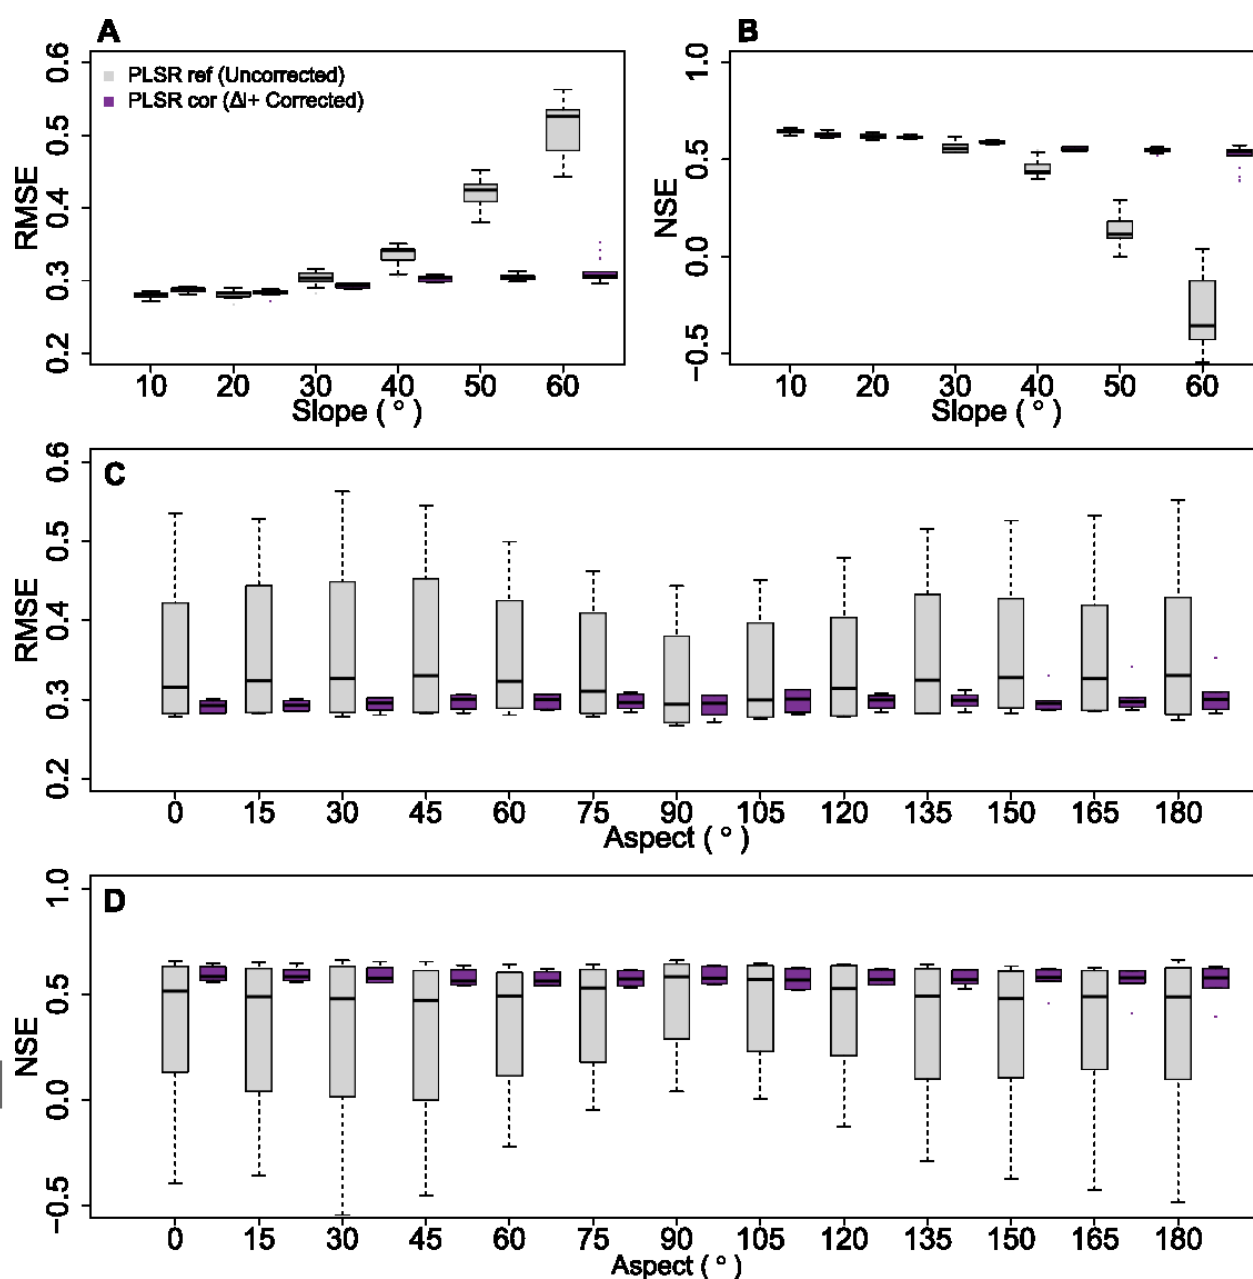 A
B
RMSE
0.6
0.5
0.4
0.3
0.2
PLSR ref (Uncorrected)
PLSR cor (ΔI+ Corrected)
10 20 30 40 50 60
Slope ( ° )
NSE
1.0
0.5
0.0
−0.5
10 20 30 40 50 60
Slope ( ° )
C
RMSE
0.6
0.5
0.4
0.3
0.2
0 15 30 45 60 75 90 105 120 135 150 165 180
Aspect ( ° )
D
NSE
1.0
0.5
0.0
−0.5
0 15 30 45 60 75 90 105 120 135 150 165 180
Aspect ( ° )